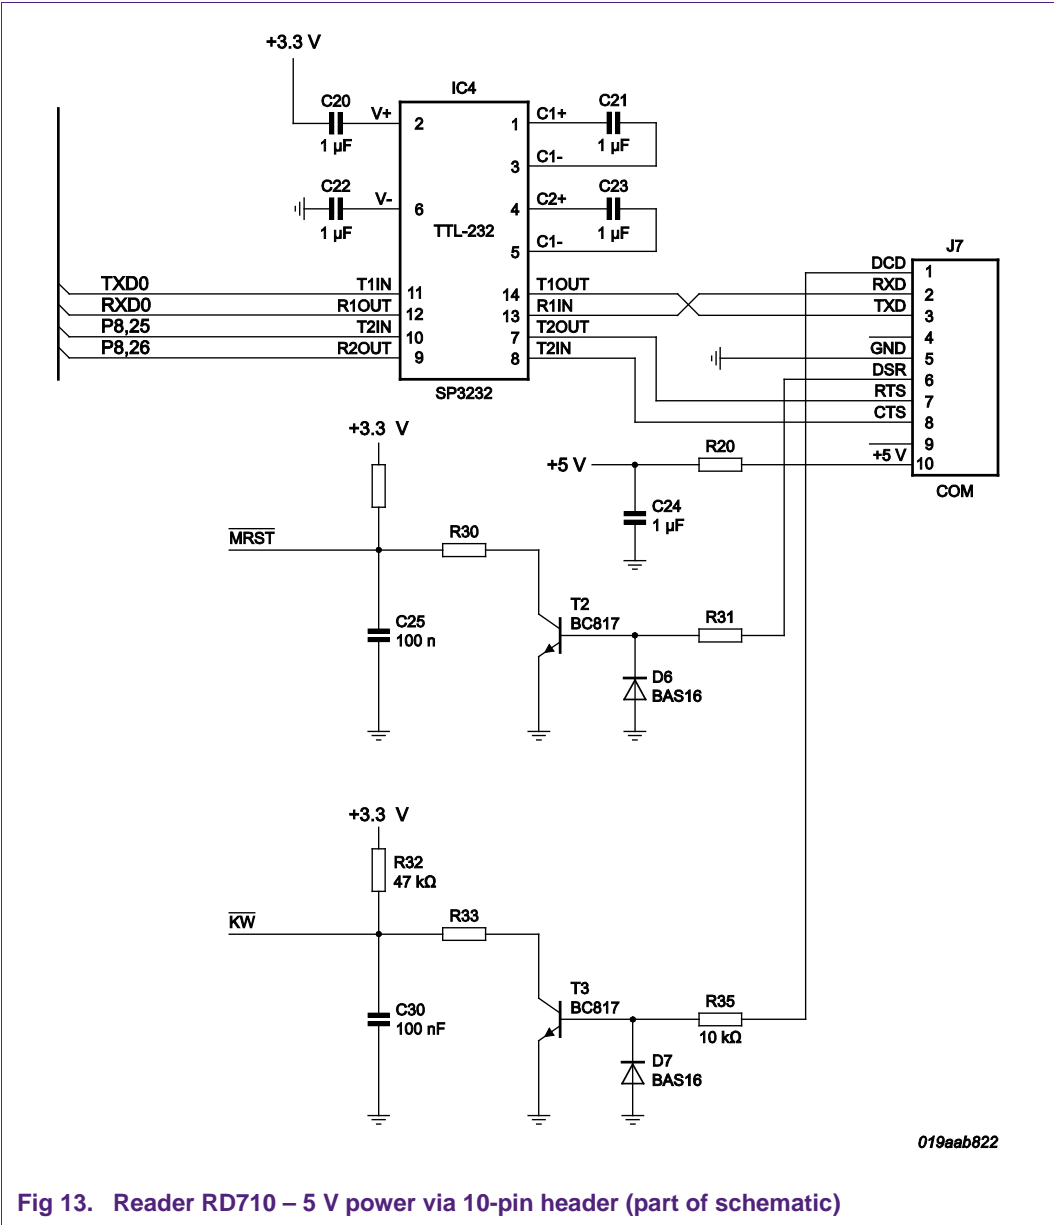 +3.3 V
IC4
C20
1 µF
V+
2
1
C1+
C21
1 µF
3
C1-
C22
1 µF
V-
6
4
C2+
C23
1 µF
TTL-232
5
C1-
J7
DCD
1
TXD0
T1IN
11
14
T1OUT
RXD
2
RXD0
R1OUT
12
13
R1IN
TXD
3
P8,25
T2IN
10
7
T2OUT
4
P8,26
R2OUT
9
8
T2IN
GND
5
DSR
6
SP3232
RTS
7
CTS
8
9
+5 V
10
COM
+3.3 V
+5 V
R20
C24
1 µF
MRST
R30
C25
100 n
T2
BC817
R31
D6
BAS16
+3.3 V
R32
47 kΩ
KW
R33
C30
100 nF
T3
BC817
R35
10 kΩ
D7
BAS16
019aab822
Fig 13. Reader RD710 – 5 V power via 10-pin header (part of schematic)